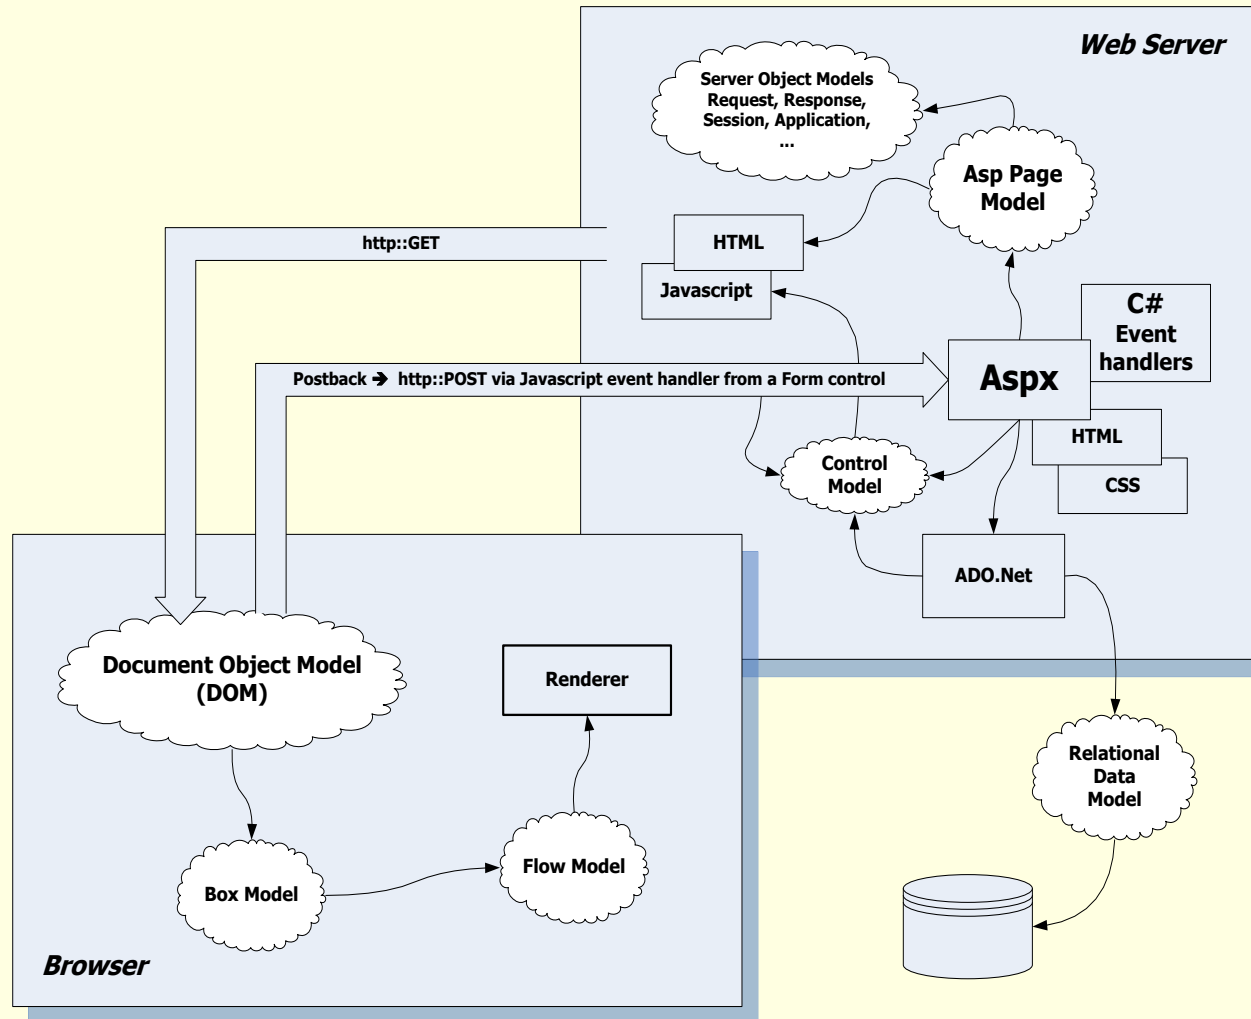 Web Server
Server Object Models
Request, Response,
Session, Application,
...
Asp Page
Model
http::GET
HTML
Javascript
C#
Event
handlers
Postback ➔ http::POST via Javascript event handler from a Form control
Aspx
HTML
CSS
Control
Model
ADO.Net
Document Object Model
(DOM)
Renderer
Relational
Data
Model
Box Model
Flow Model
Browser